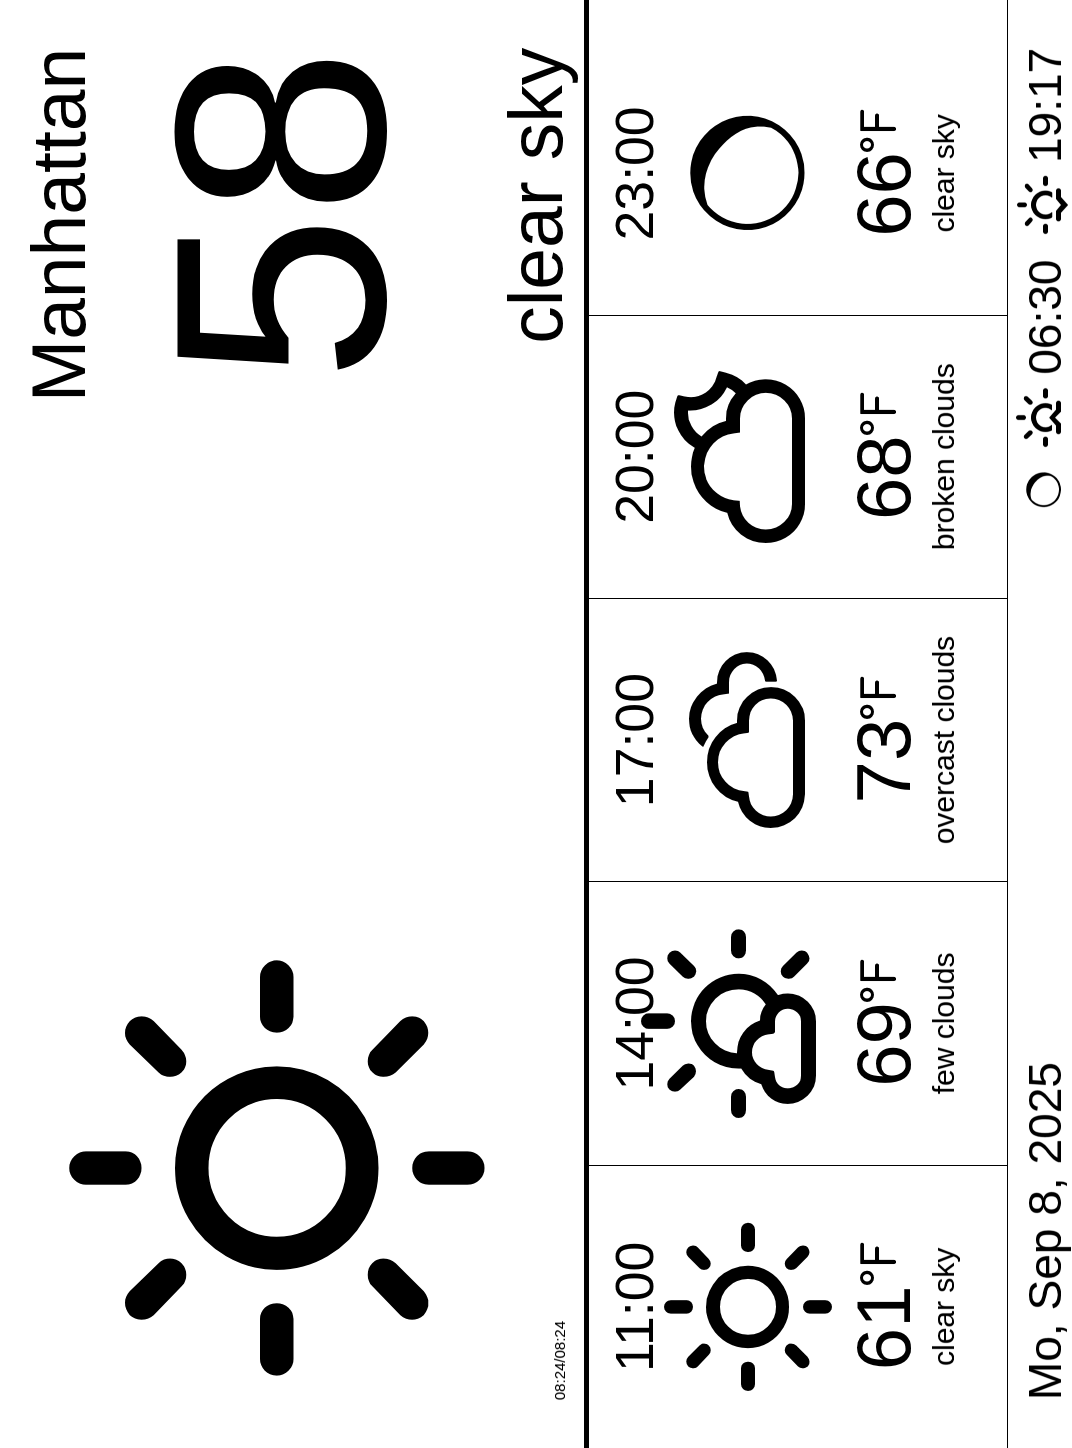 Manhattan
58
clear sky
08:24/08:24
11:00 14:00 17:00 20:00 23:00
61°F 69°F 73°F 68°F 66°F
clear sky few clouds overcast clouds broken clouds clear sky
Mo, Sep 8, 2025 06:30 19:17